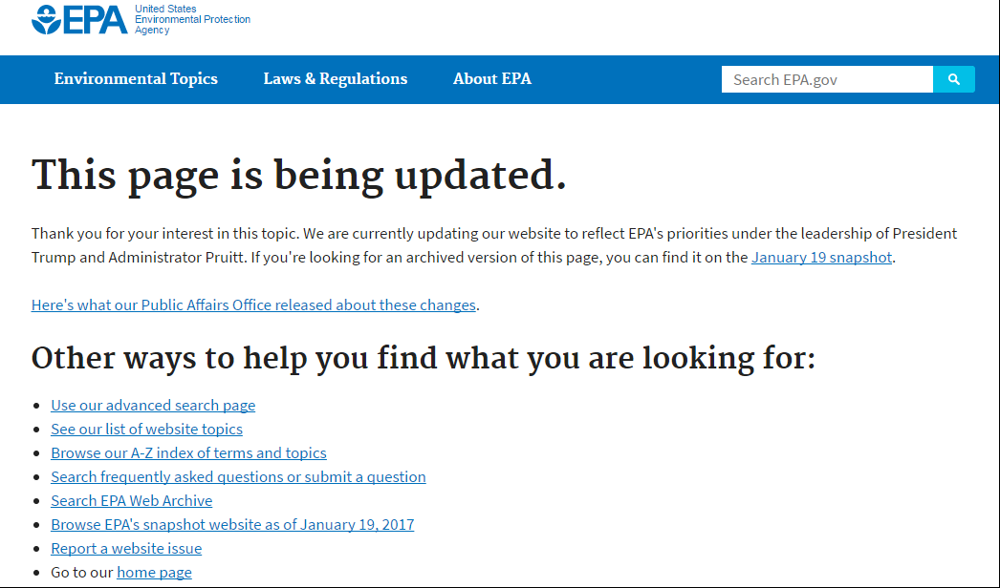 EPA United States
Environmental Protection
Agency
Environmental Topics Laws & Regulations About EPA Search EPA.gov
This page is being updated.
Thank you for your interest in this topic. We are currently updating our website to reflect EPA's priorities under the leadership of President
Trump and Administrator Pruitt. If you're looking for an archived version of this page, you can find it on the January 19 snapshot.
Here's what our Public Affairs Office released about these changes.
Other ways to help you find what you are looking for:
• Use our advanced search page
• See our list of website topics
• Browse our A-Z index of terms and topics
• Search frequently asked questions or submit a question
• Search EPA Web Archive
• Browse EPA's snapshot website as of January 19, 2017
• Report a website issue
• Go to our home page